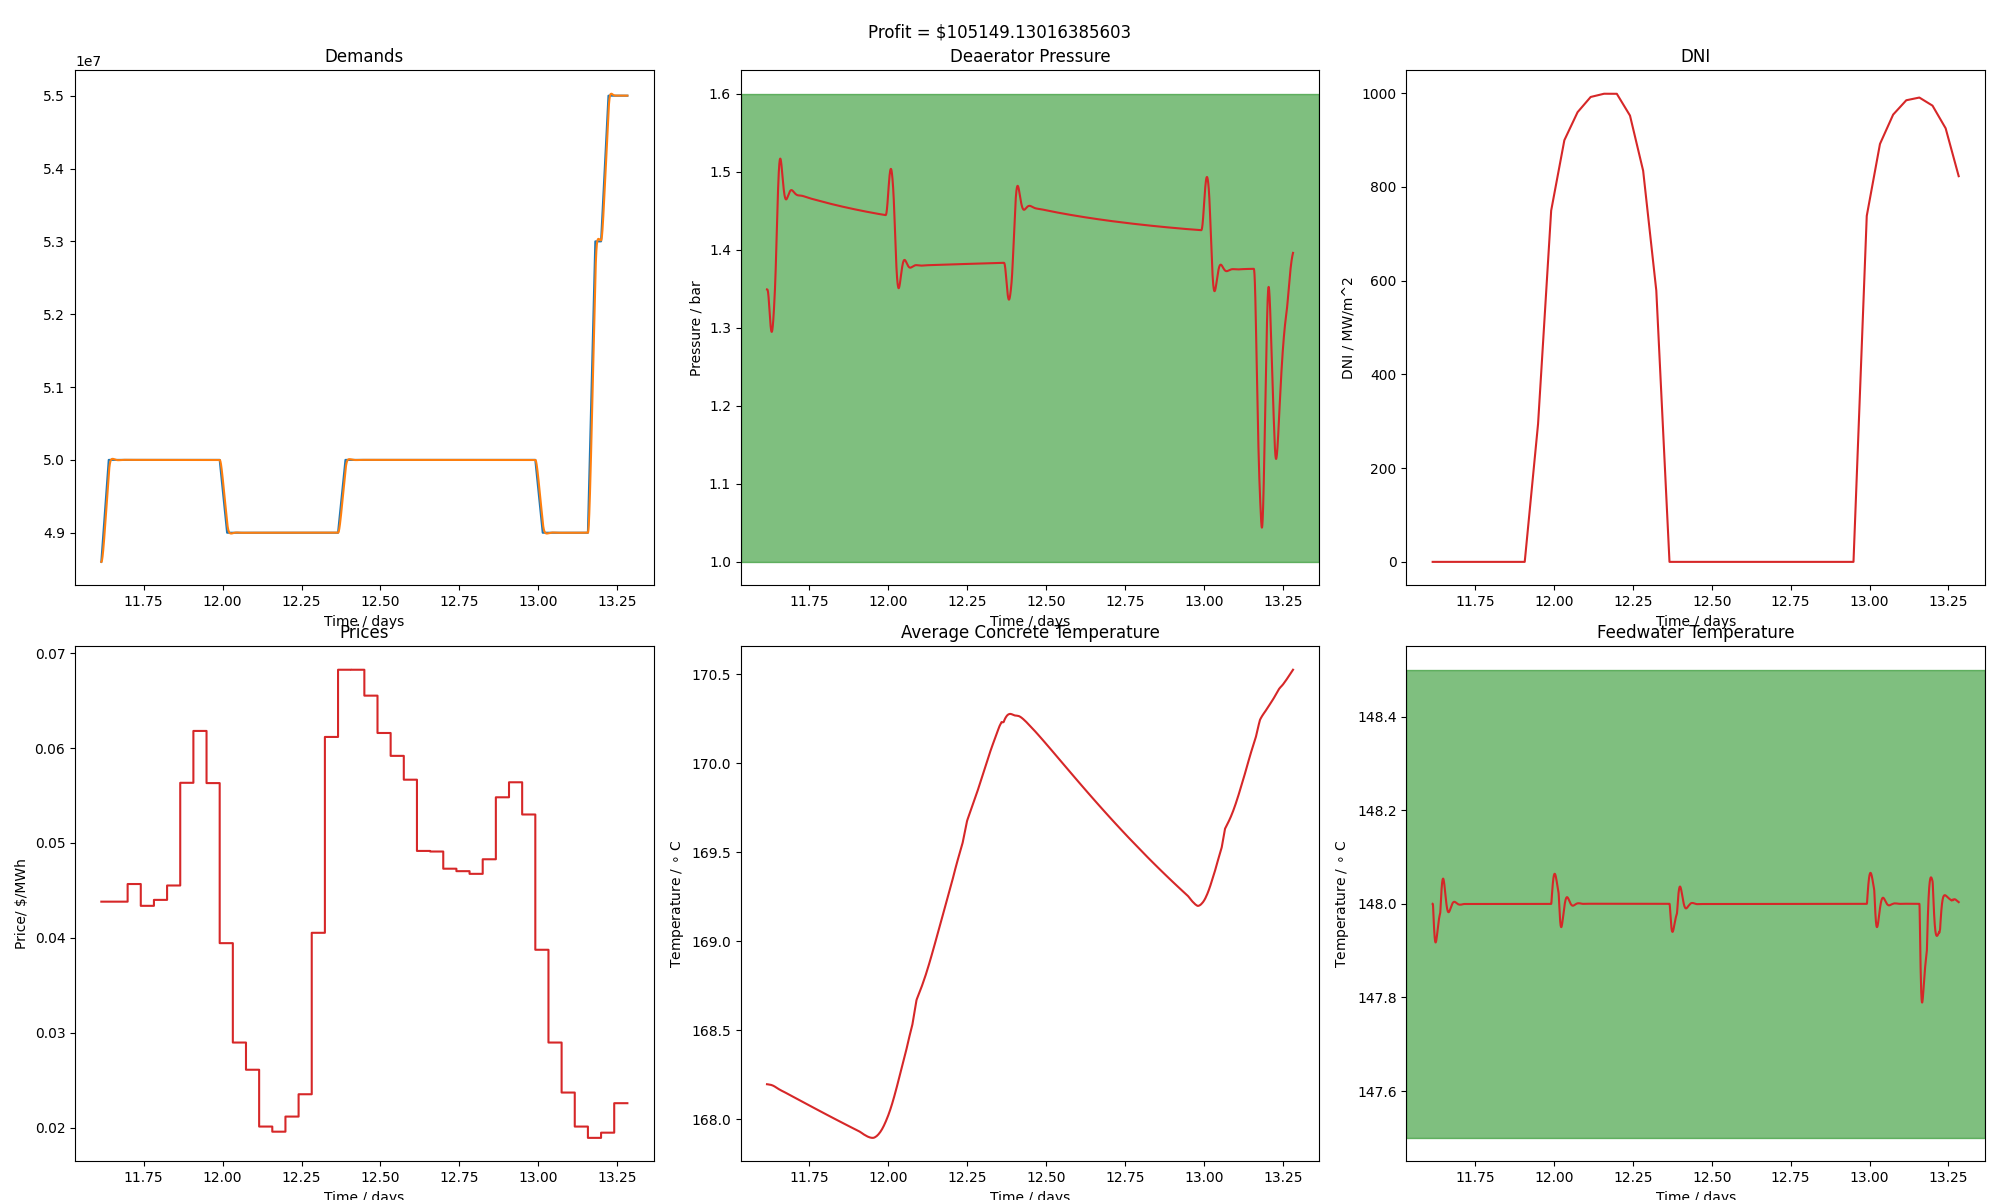 Profit = $105149.13016385603
Demands
1e7
5.5
5.4
5.3
5.2
5.1
5.0
4.9
11.75 12.00 12.25 12.50 12.75 13.00 13.25
Time / days
Deaerator Pressure
Pressure / bar
1.6
1.5
1.4
1.3
1.2
1.1
1.0
11.75 12.00 12.25 12.50 12.75 13.00 13.25
Time / days
DNI
DNI / MW/m^2
1000
800
600
400
200
0
11.75 12.00 12.25 12.50 12.75 13.00 13.25
Time / days
Prices
Price/ $/MWh
0.07
0.06
0.05
0.04
0.03
0.02
11.75 12.00 12.25 12.50 12.75 13.00 13.25
Time / days
Average Concrete Temperature
Temperature / ∘ C
170.5
170.0
169.5
169.0
168.5
168.0
11.75 12.00 12.25 12.50 12.75 13.00 13.25
Time / days
Feedwater Temperature
Temperature / ∘ C
148.4
148.2
148.0
147.8
147.6
11.75 12.00 12.25 12.50 12.75 13.00 13.25
Time / days